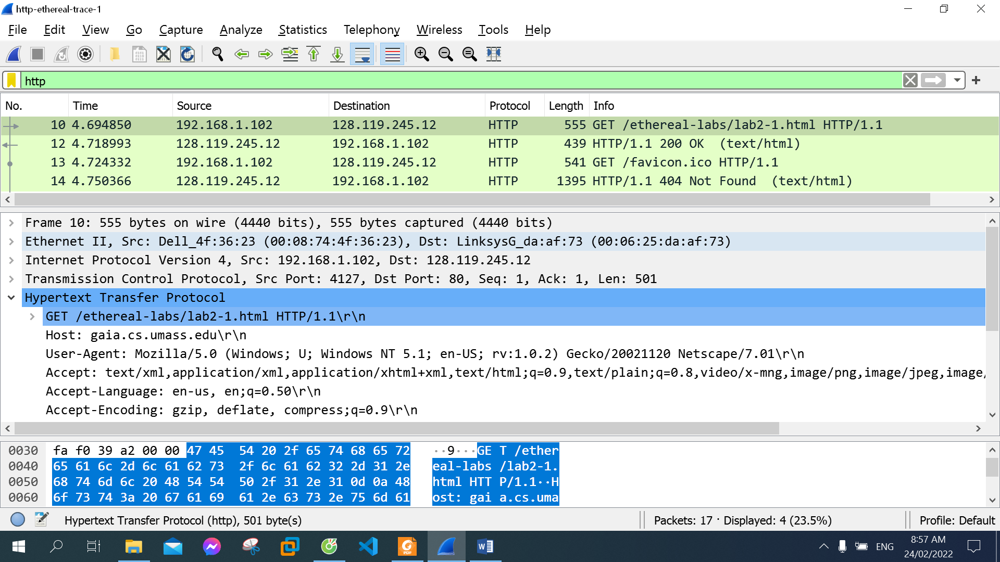 http-ethereal-trace-1
File Edit View Go Capture Analyze Statistics Telephony Wireless Tools Help
http
No. Time Source Destination Protocol Length Info
10 4.694850 192.168.1.102 128.119.245.12 HTTP 555 GET /ethereal-labs/lab2-1.html HTTP/1.1
12 4.718993 128.119.245.12 192.168.1.102 HTTP 439 HTTP/1.1 200 OK (text/html)
13 4.724332 192.168.1.102 128.119.245.12 HTTP 541 GET /favicon.ico HTTP/1.1
14 4.750366 128.119.245.12 192.168.1.102 HTTP 1395 HTTP/1.1 404 Not Found (text/html)
Frame 10: 555 bytes on wire (4440 bits), 555 bytes captured (4440 bits)
Ethernet II, Src: Dell_4f:36:23 (00:08:74:4f:36:23), Dst: LinksysG_da:af:73 (00:06:25:da:af:73)
Internet Protocol Version 4, Src: 192.168.1.102, Dst: 128.119.245.12
Transmission Control Protocol, Src Port: 4127, Dst Port: 80, Seq: 1, Ack: 1, Len: 501
Hypertext Transfer Protocol
GET /ethereal-labs/lab2-1.html HTTP/1.1\r\n
Host: gaia.cs.umass.edu\r\n
User-Agent: Mozilla/5.0 (Windows; U; Windows NT 5.1; en-US; rv:1.0.2) Gecko/20021120 Netscape/7.01\r\n
Accept: text/xml,application/xml,application/xhtml+xml,text/html;q=0.9,text/plain;q=0.8,video/x-mng,image/png,image/jpeg,image/
Accept-Language: en-us, en;q=0.50\r\n
Accept-Encoding: gzip, deflate, compress;q=0.9\r\n
0030 fa f0 39 a2 00 00 47 45 54 20 2f 65 74 68 65 72 ··9···GE T /ether
0040 65 61 6c 2d 6c 61 62 73 2f 6c 61 62 32 2d 31 2e eal-labs /lab2-1.
0050 68 74 6d 6c 20 48 54 54 50 2f 31 2e 31 0d 0a 48 html HTT P/1.1··H
0060 6f 73 74 3a 20 67 61 69 61 2e 63 73 2e 75 6d 61 ost: gai a.cs.uma
Hypertext Transfer Protocol (http), 501 byte(s) Packets: 17 · Displayed: 4 (23.5%) Profile: Default
ENG 8:57 AM
24/02/2022